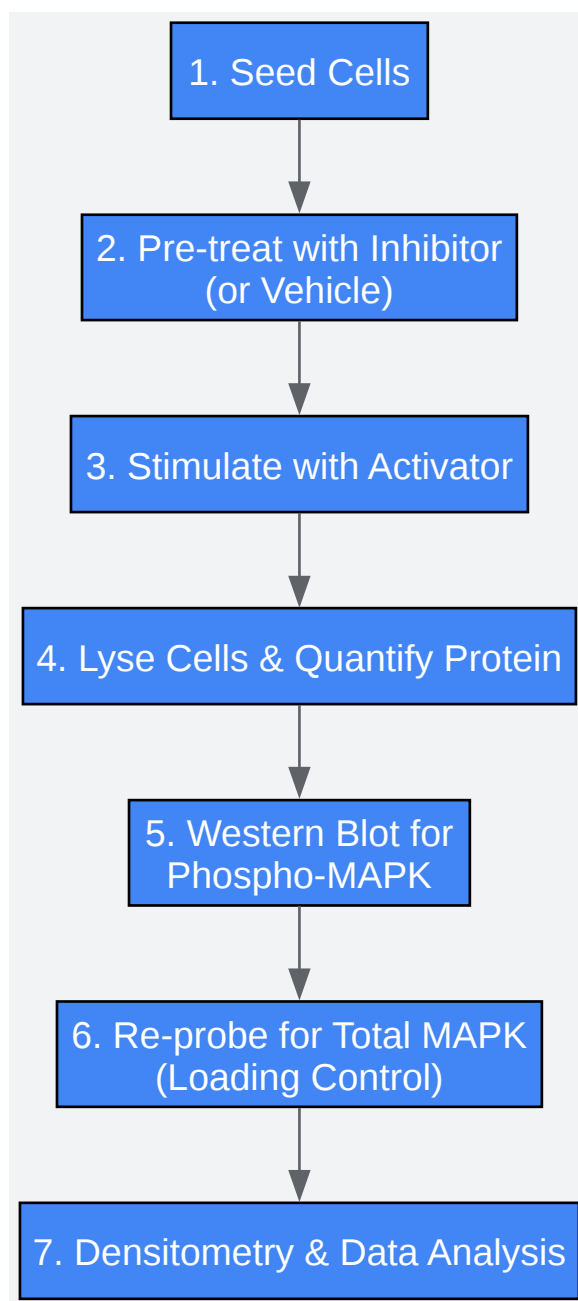 1. Seed Cells
2. Pre-treat with Inhibitor
(or Vehicle)
3. Stimulate with Activator
4. Lyse Cells & Quantify Protein
5. Western Blot for
Phospho-MAPK
6. Re-probe for Total MAPK
(Loading Control)
7. Densitometry & Data Analysis